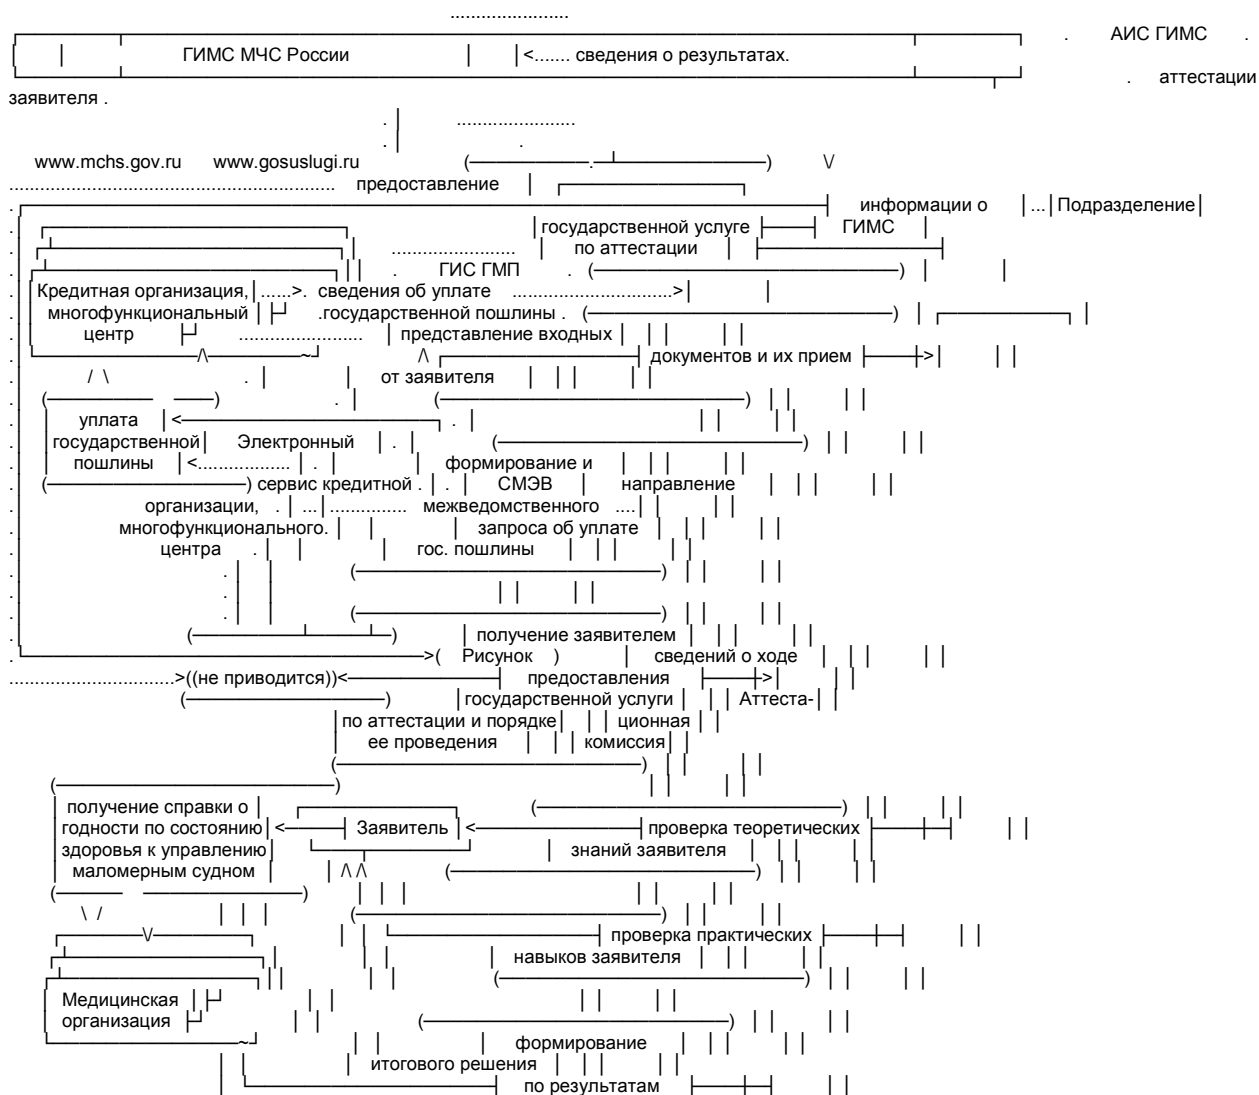 АИС ГИМС
ГИМС МЧС России сведения о результатах.
аттестации
заявителя .
www.mchs.gov.ru www.gosuslugi.ru
предоставление
информации о ... Подразделение
государственной услуге ГИМС
по аттестации
ГИС ГМП
Кредитная организация, сведения об уплате
многофункциональный .государственной пошлины .
центр представление входных
документов и их прием
от заявителя
уплата
государственной Электронный
пошлины формирование и
сервис кредитной . СМЭВ направление
организации, межведомственного
многофункционального. запроса об уплате
центра гос. пошлины
получение заявителем
( Рисунок ) сведений о ходе
((не приводится)) предоставления
государственной услуги Аттеста-
по аттестации и порядке ционная
ее проведения комиссия
получение справки о
годности по состоянию Заявитель проверка теоретических
здоровья к управлению знаний заявителя
маломерным судном
проверка практических
навыков заявителя
Медицинская
организация
формирование
итогового решения
по результатам